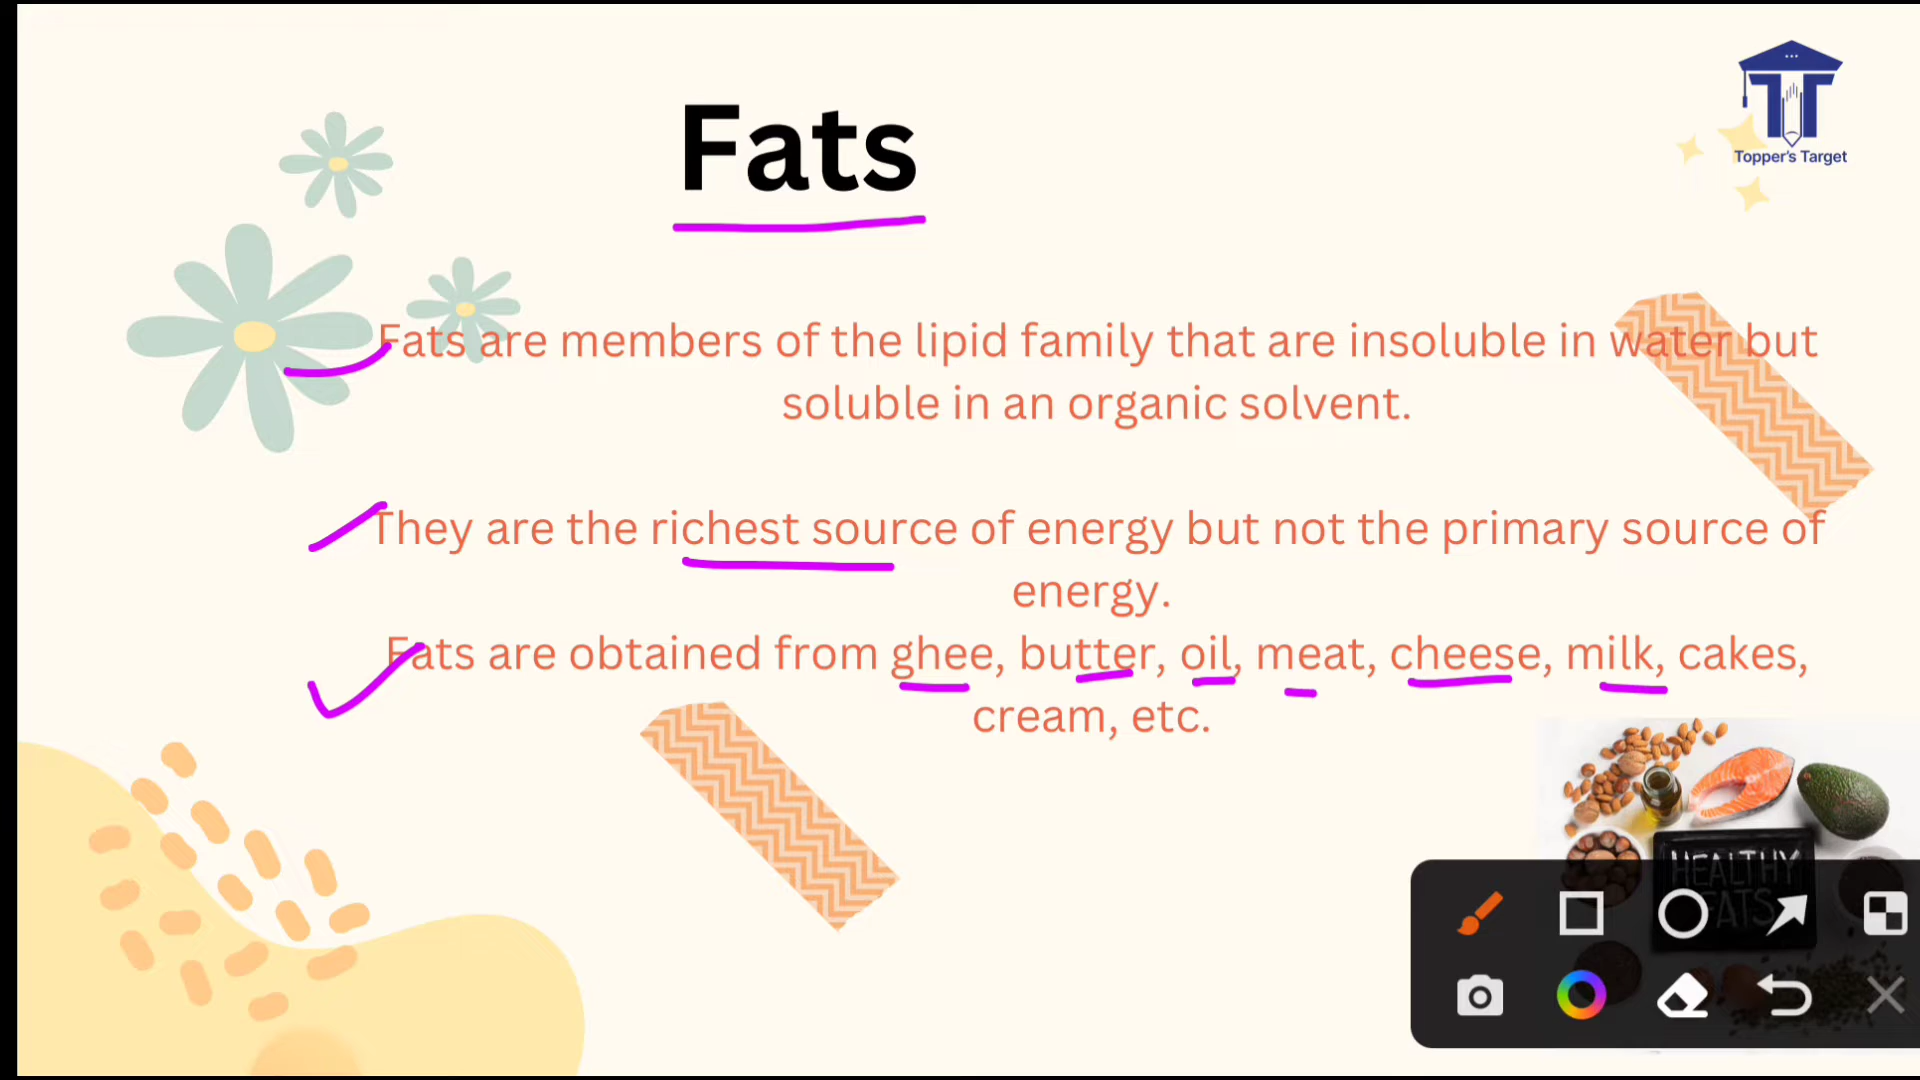 Fats
Topper's Target
Fats are members of the lipid family that are insoluble in water but
soluble in an organic solvent.
They are the richest source of energy but not the primary source of
energy.
Fats are obtained from ghee, butter, oil, meat, cheese, milk, cakes,
cream, etc.
HEALTHY
FATS